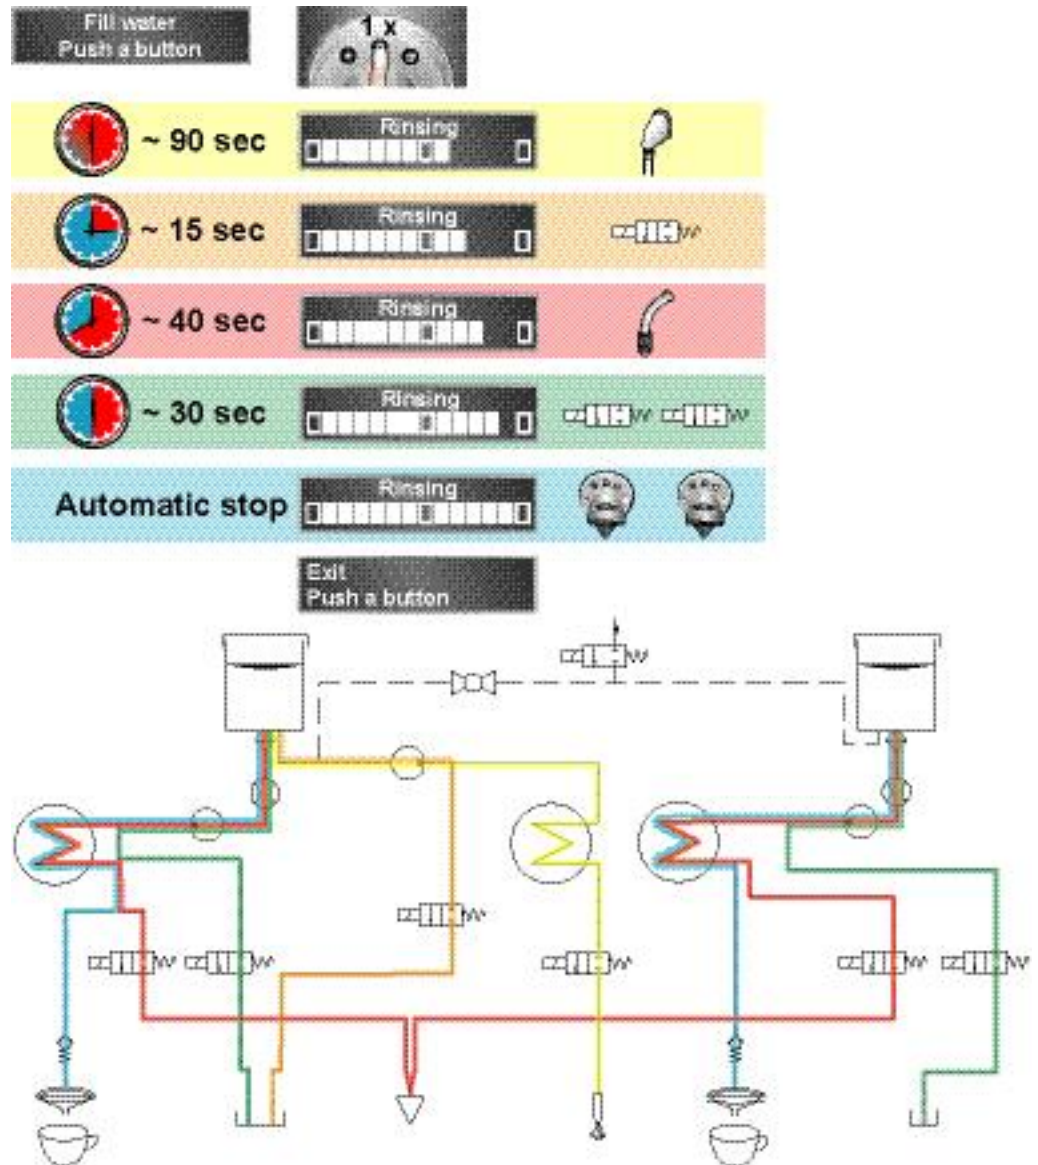 Fill water
Push a button
1 x
~ 90 sec
Rinsing
~ 15 sec
Rinsing
~ 40 sec
Rinsing
~ 30 sec
Rinsing
Automatic stop
Rinsing
Exit
Push a button